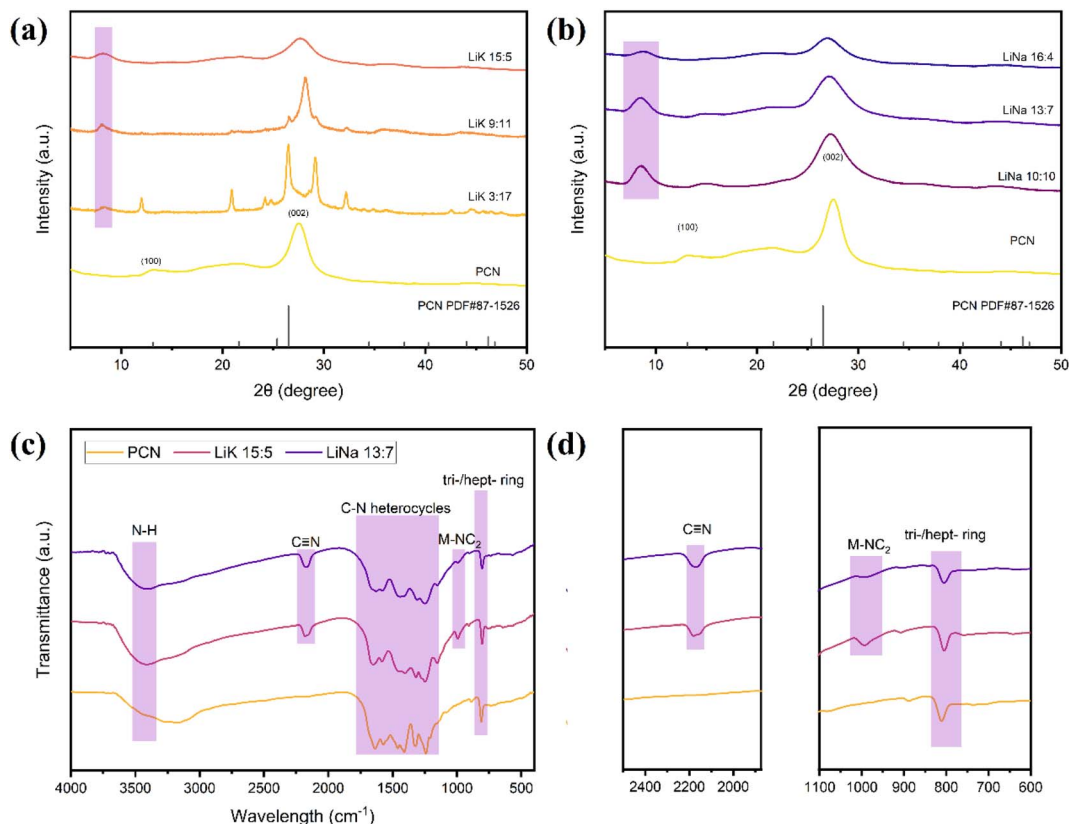 (a)
LiK 15:5
LiK 9:11
LiK 3:17
(002)
(100)
PCN
PCN PDF#87-1526
10 20 30 40 50
2θ (degree)
Intensity (a.u.)
(b)
LiNa 16:4
LiNa 13:7
(002)
LiNa 10:10
(100)
PCN
PCN PDF#87-1526
10 20 30 40 50
2θ (degree)
Intensity (a.u.)
(c)
PCN LiK 15:5 LiNa 13:7
tri-/hept- ring
C-N heterocycles
N-H
C≡N
M-NC2
4000 3500 3000 2500 2000 1500 1000 500
Wavelength (cm-1)
Transmittance (a.u.)
(d)
C≡N
M-NC2
tri-/hept- ring
2400 2200 2000
1100 1000 900 800 700 600